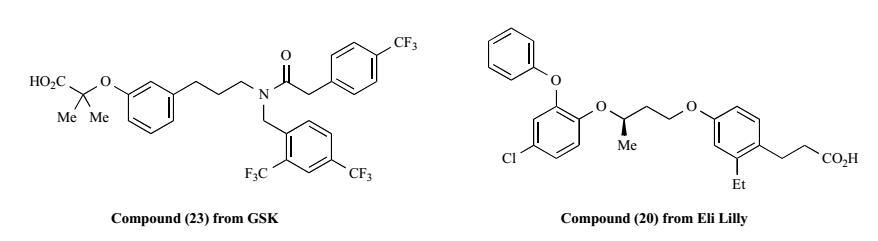 CF₃
O
HO₂C
O
N
Me Me
F₃C
CF₃
Compound (23) from GSK
O
O
O
Me
Cl
CO₂H
Et
Compound (20) from Eli Lilly